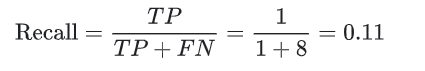 Recall = TP / (TP + FN) = 1 / (1 + 8) = 0.11